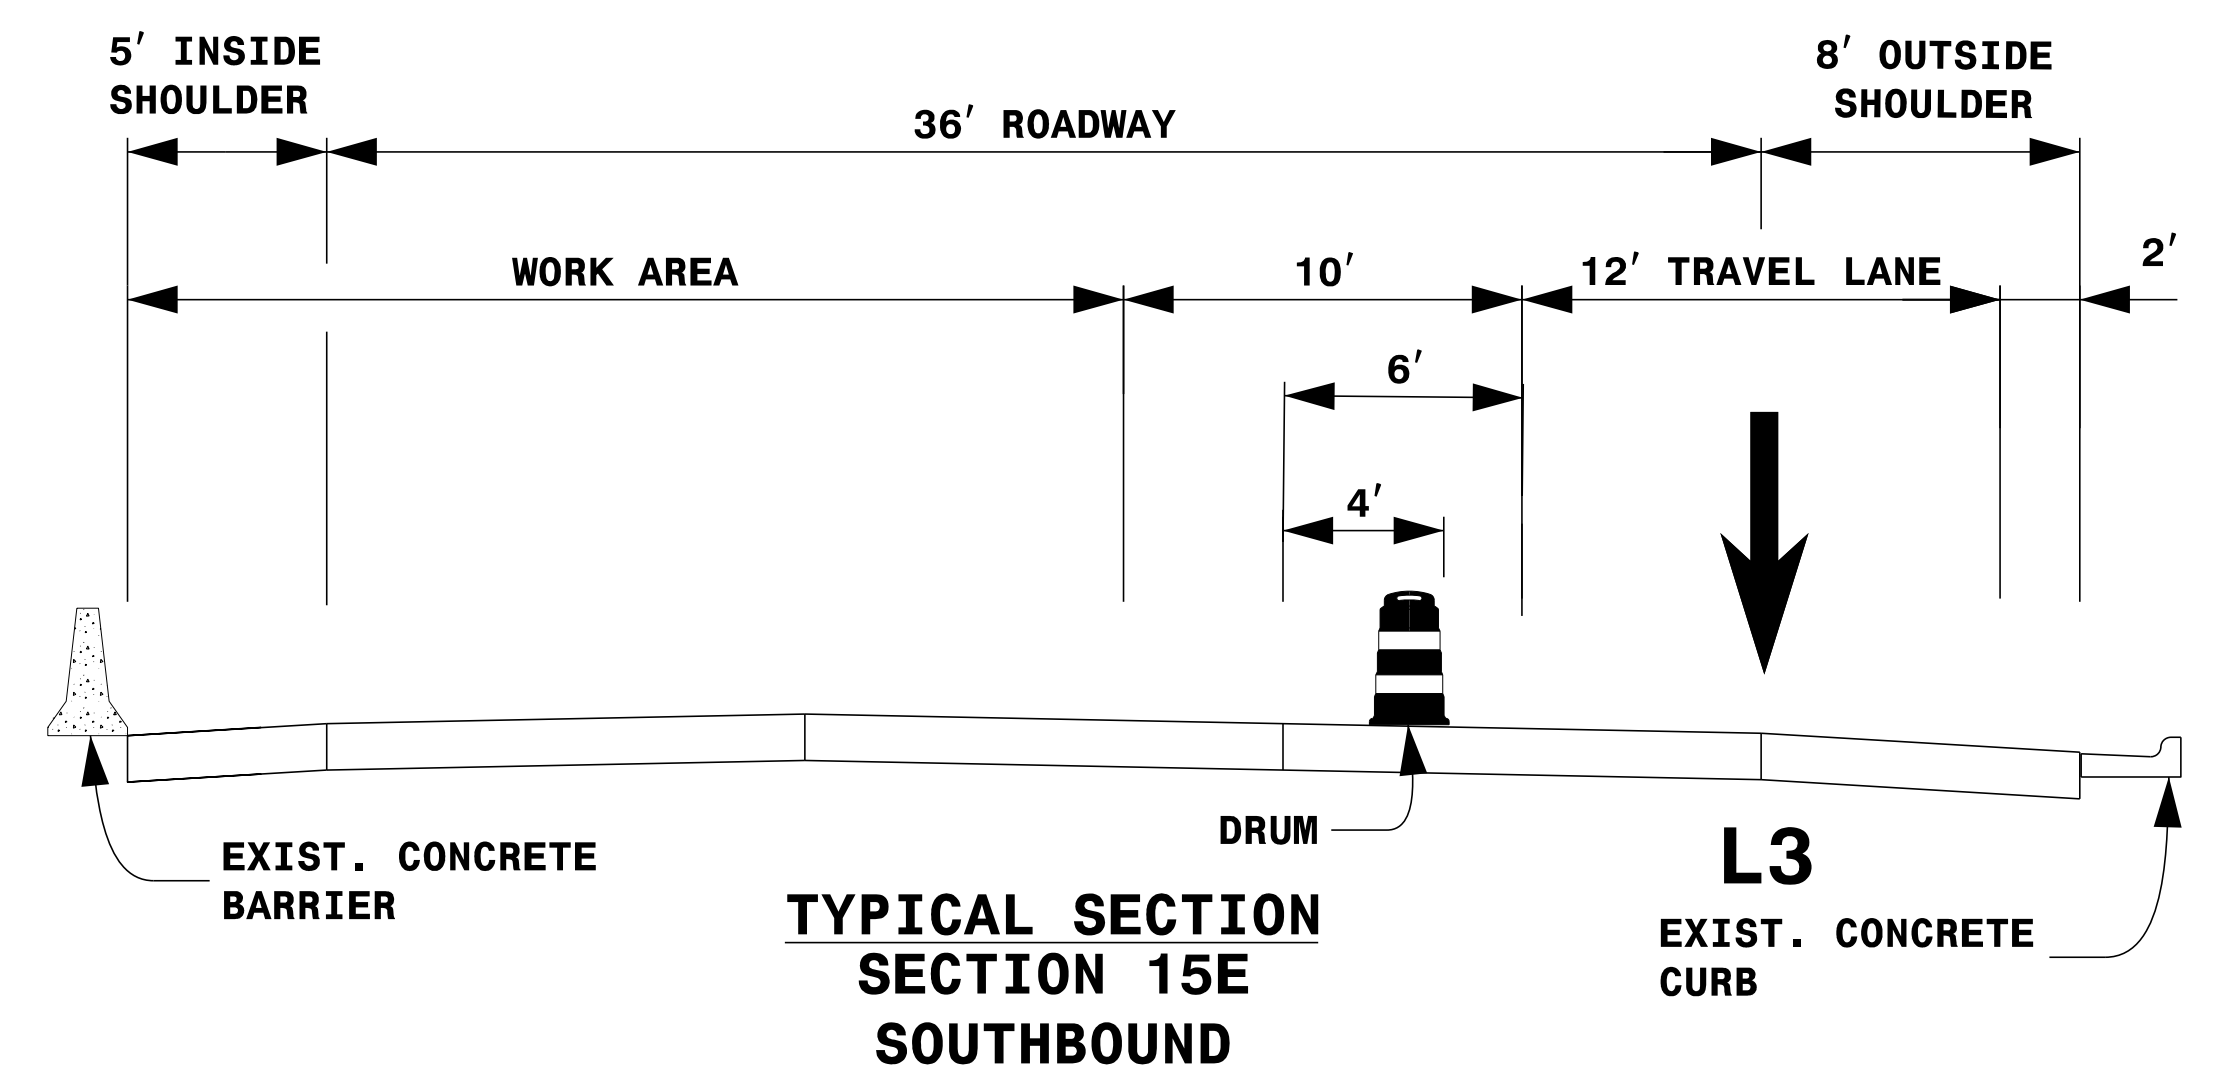 5′ INSIDE
SHOULDER
36′ ROADWAY
8′ OUTSIDE
SHOULDER
WORK AREA
10′
12′ TRAVEL LANE
2′
6′
4′
DRUM
EXIST. CONCRETE
BARRIER
L3
EXIST. CONCRETE
CURB
TYPICAL SECTION
SECTION 15E
SOUTHBOUND